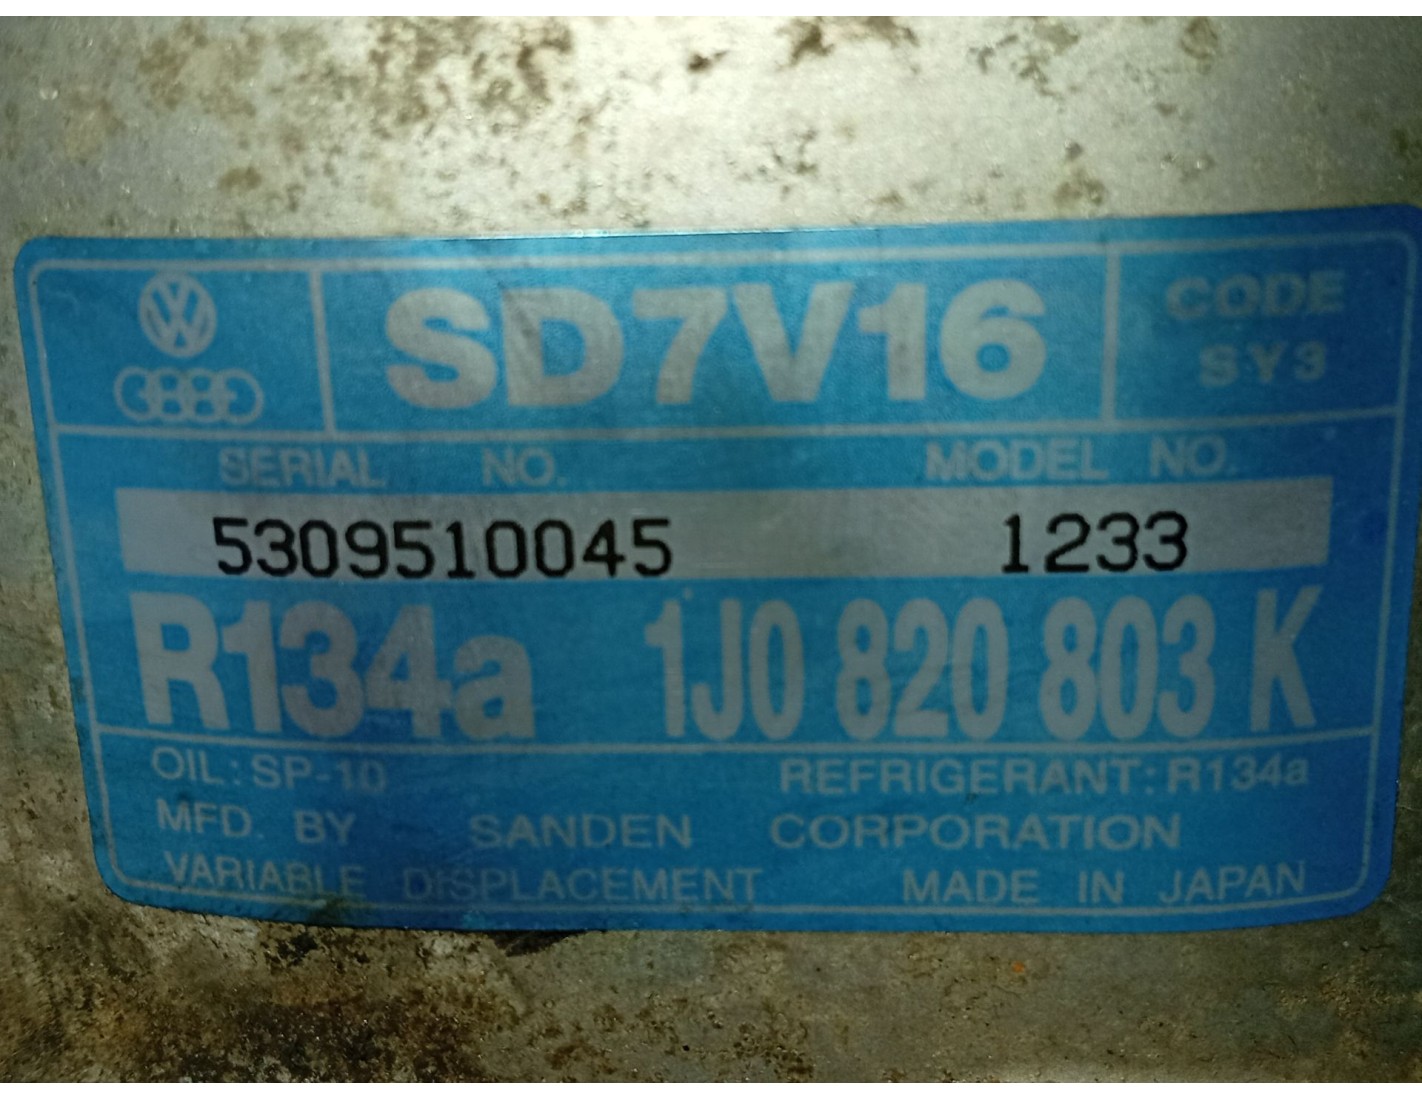 SD7V16
CODE
SY3
SERIAL NO. MODEL NO.
5309510045 1233
R134a 1J0 820 803 K
OIL: SP-10 REFRIGERANT: R134a
MFD. BY SANDEN CORPORATION
VARIABLE DISPLACEMENT MADE IN JAPAN